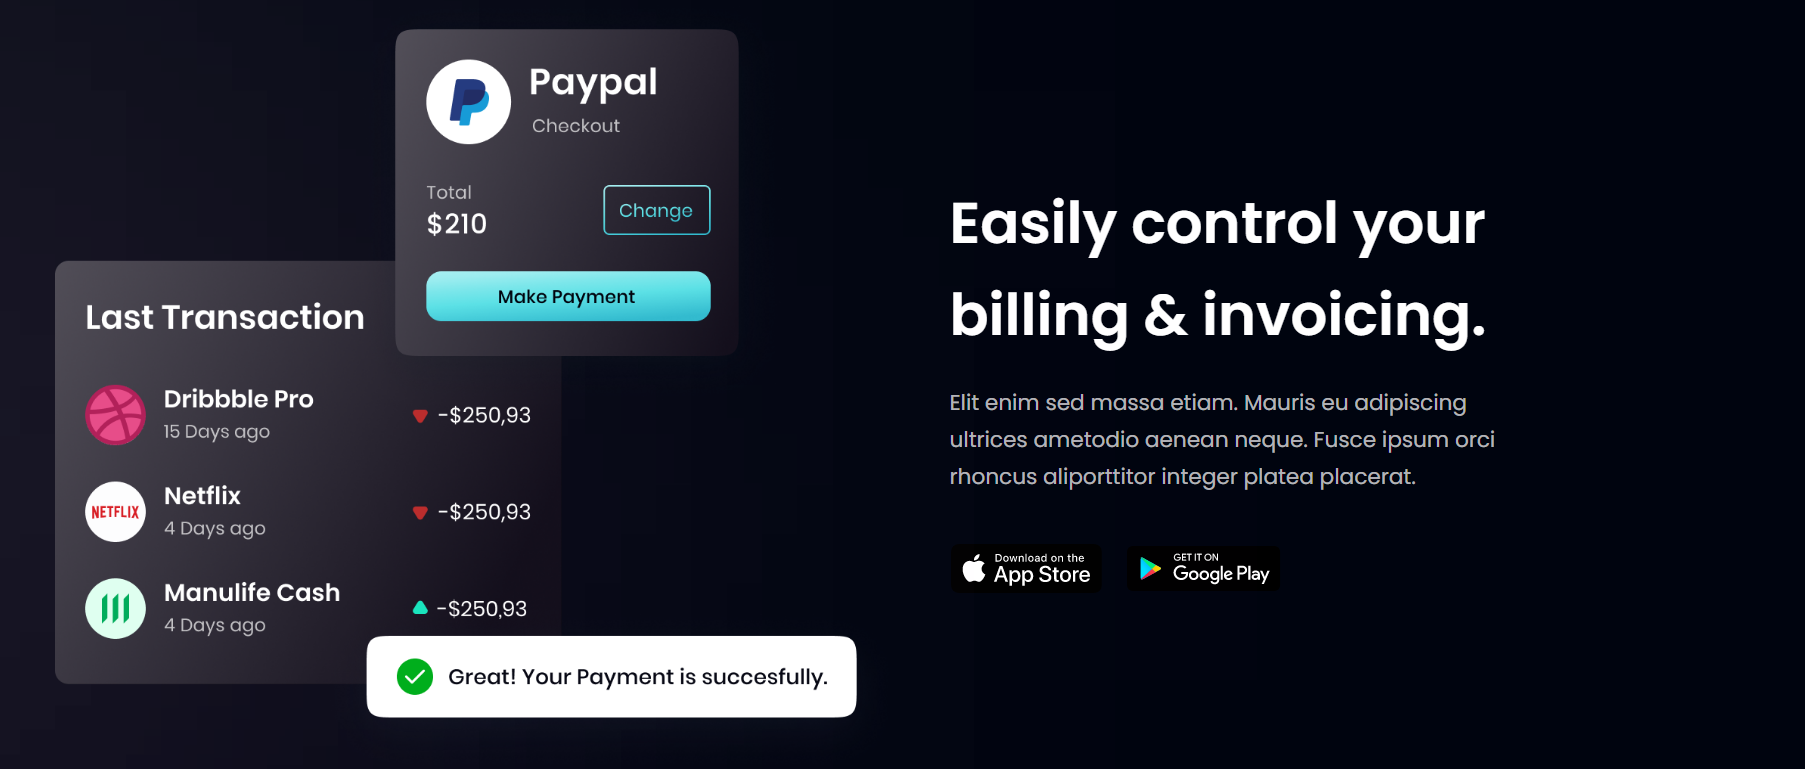 Paypal
Checkout
Total
$210
Change
Make Payment
Last Transaction
Dribbble Pro
15 Days ago
-$250,93
NETFLIX
Netflix
4 Days ago
-$250,93
Manulife Cash
4 Days ago
-$250,93
Great! Your Payment is succesfully.
Easily control your
billing & invoicing.
Elit enim sed massa etiam. Mauris eu adipiscing
ultrices ametodio aenean neque. Fusce ipsum orci
rhoncus aliporttitor integer platea placerat.
Download on the
App Store
GET IT ON
Google Play